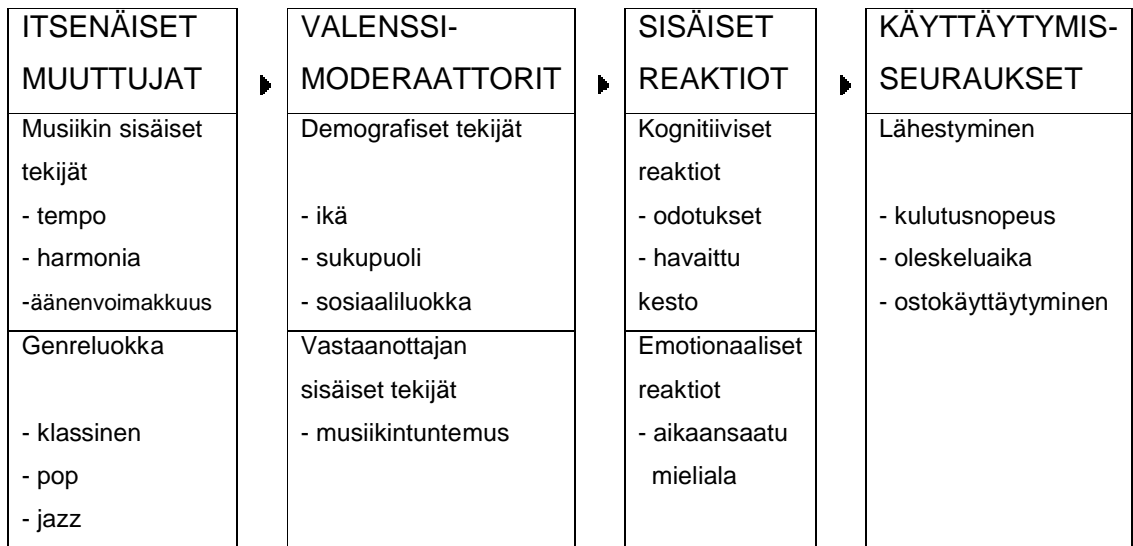 ITSENÄISET
MUUTTUJAT
Musiikin sisäiset
tekijät
- tempo
- harmonia
-äänenvoimakkuus
Genreluokka
- klassinen
- pop
- jazz
VALENSSI-
MODERAATTORIT
Demografiset tekijät
- ikä
- sukupuoli
- sosiaaliluokka
Vastaanottajan
sisäiset tekijät
- musiikintuntemus
SISÄISET
REAKTIOT
Kognitiiviset
reaktiot
- odotukset
- havaittu
kesto
Emotionaaliset
reaktiot
- aikaansaatu
mieliala
KÄYTTÄYTYMIS-
SEURAUKSET
Lähestyminen
- kulutusnopeus
- oleskeluaika
- ostokäyttäytyminen